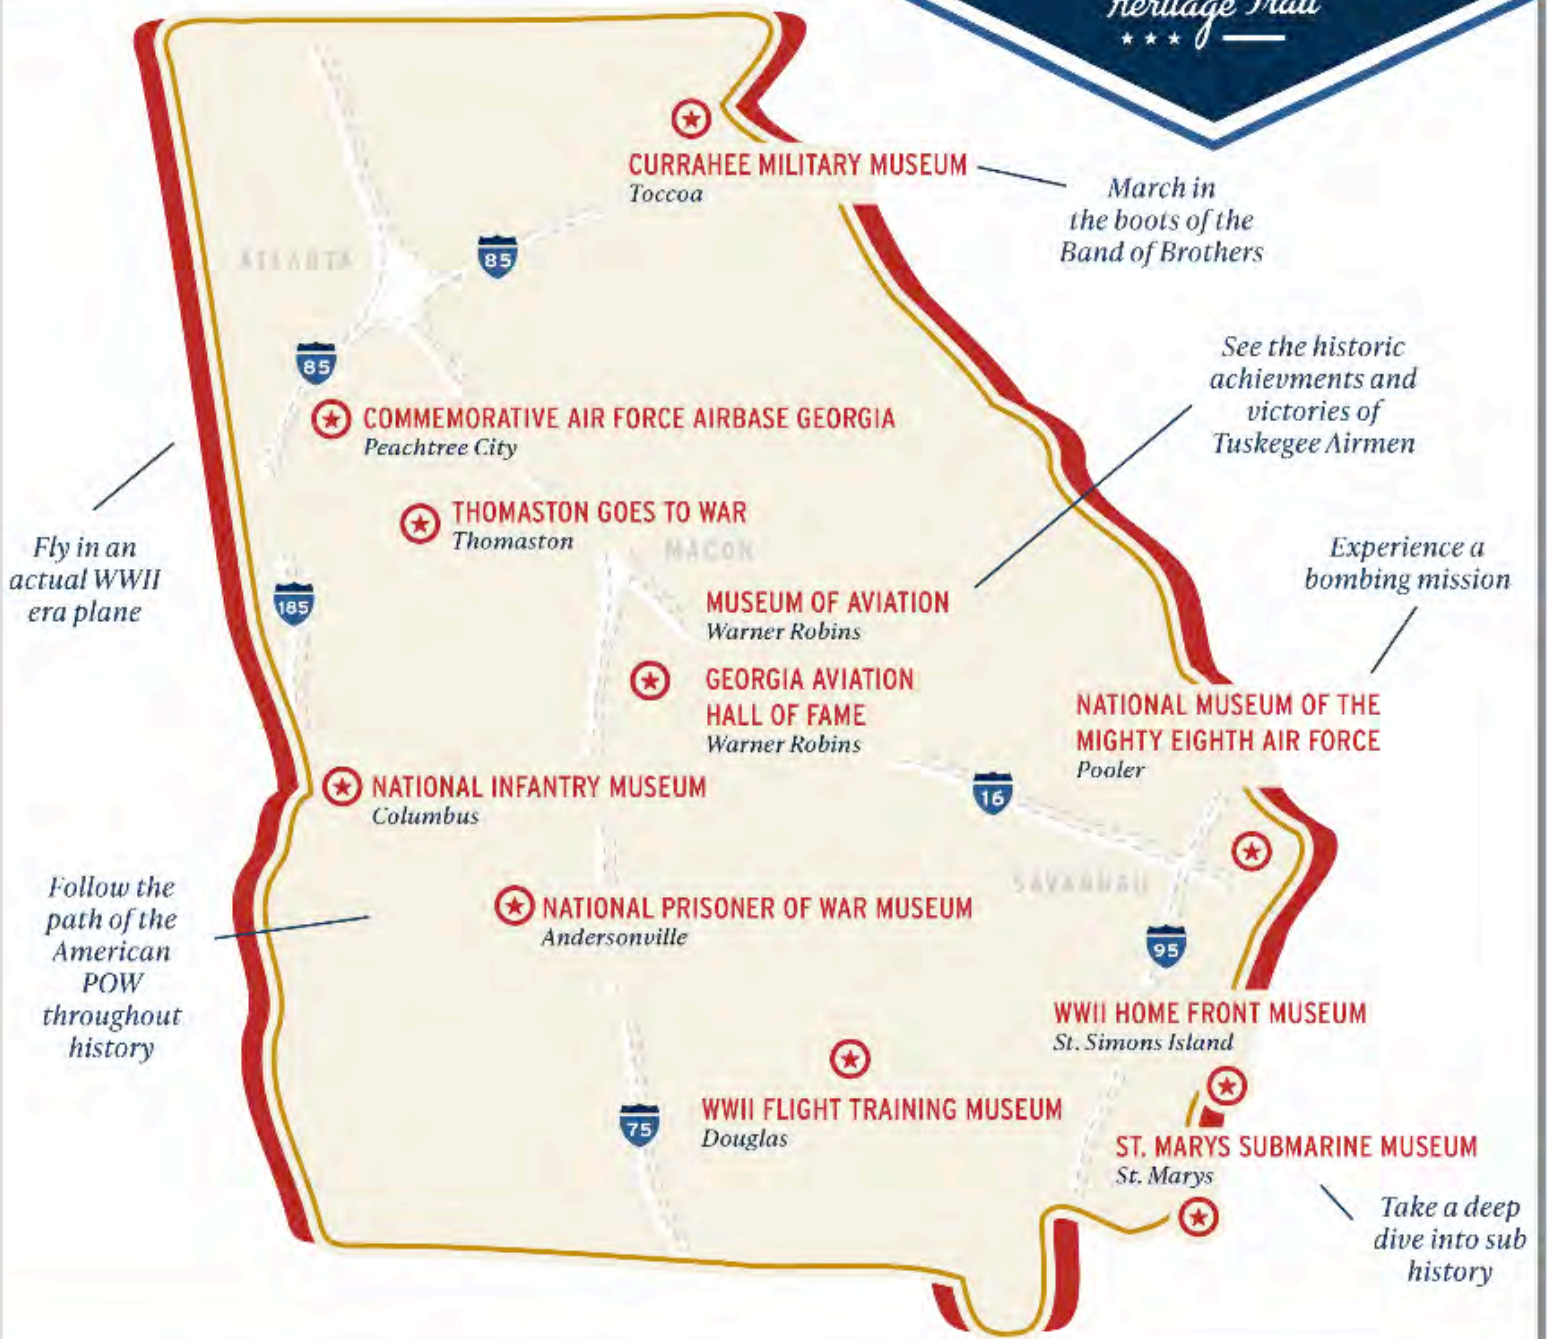 Heritage Trail
CURRAHEE MILITARY MUSEUM
Toccoa
March in
the boots of the
Band of Brothers
ATLANTA
85
85
See the historic
achievments and
victories of
Tuskegee Airmen
COMMEMORATIVE AIR FORCE AIRBASE GEORGIA
Peachtree City
Fly in an
actual WWII
era plane
THOMASTON GOES TO WAR
Thomaston
MACON
Experience a
bombing mission
185
MUSEUM OF AVIATION
Warner Robins
GEORGIA AVIATION
HALL OF FAME
Warner Robins
NATIONAL MUSEUM OF THE
MIGHTY EIGHTH AIR FORCE
Pooler
NATIONAL INFANTRY MUSEUM
Columbus
16
SAVANNAH
Follow the
path of the
American
POW
throughout
history
NATIONAL PRISONER OF WAR MUSEUM
Andersonville
95
WWII HOME FRONT MUSEUM
St. Simons Island
75
WWII FLIGHT TRAINING MUSEUM
Douglas
ST. MARYS SUBMARINE MUSEUM
St. Marys
Take a deep
dive into sub
history